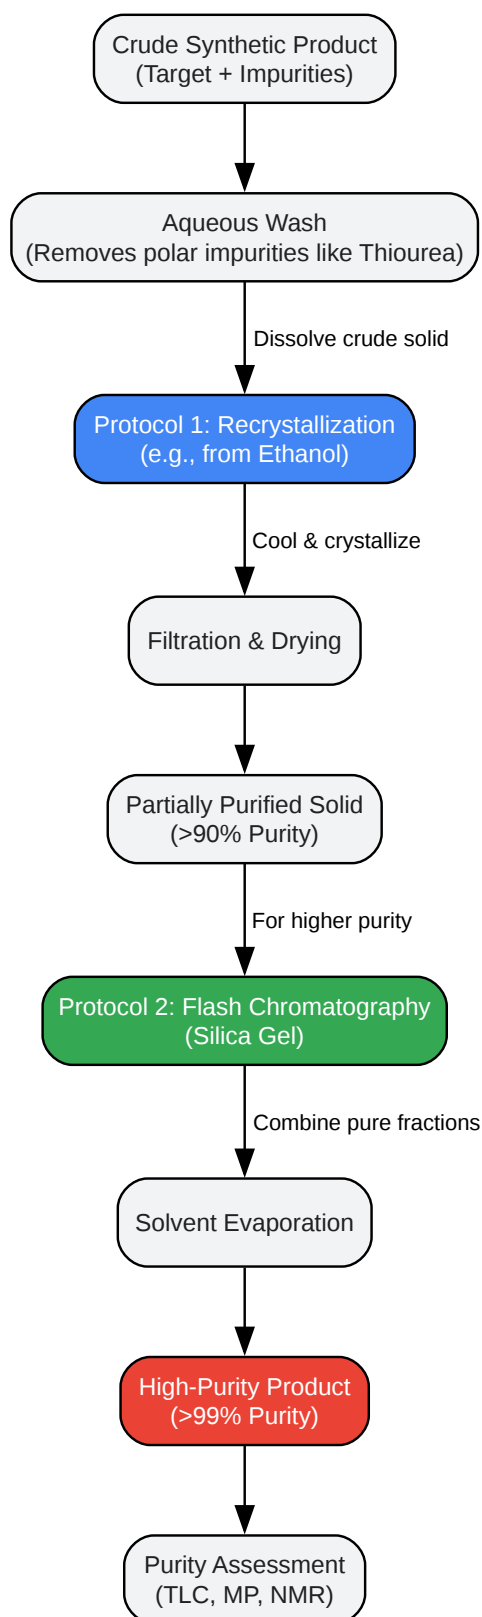 Crude Synthetic Product
(Target + Impurities)
Aqueous Wash
(Removes polar impurities like Thiourea)
Dissolve crude solid
Protocol 1: Recrystallization
(e.g., from Ethanol)
Cool & crystallize
Filtration & Drying
Partially Purified Solid
(>90% Purity)
For higher purity
Protocol 2: Flash Chromatography
(Silica Gel)
Combine pure fractions
Solvent Evaporation
High-Purity Product
(>99% Purity)
Purity Assessment
(TLC, MP, NMR)